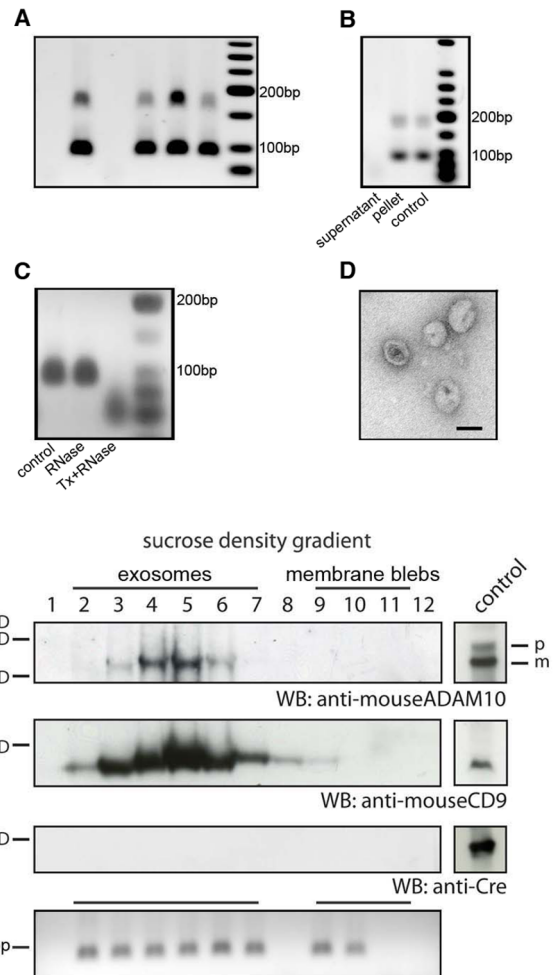 A
200bp
100bp
B
200bp
100bp
supernatant
pellet
control
C
200bp
100bp
control
RNase
Tx+RNase
D
sucrose density gradient
exosomes
membrane blebs
control
1 2 3 4 5 6 7 8 9 10 11 12
D
D
D
p
m
WB: anti-mouseADAM10
D
WB: anti-mouseCD9
D
WB: anti-Cre
p